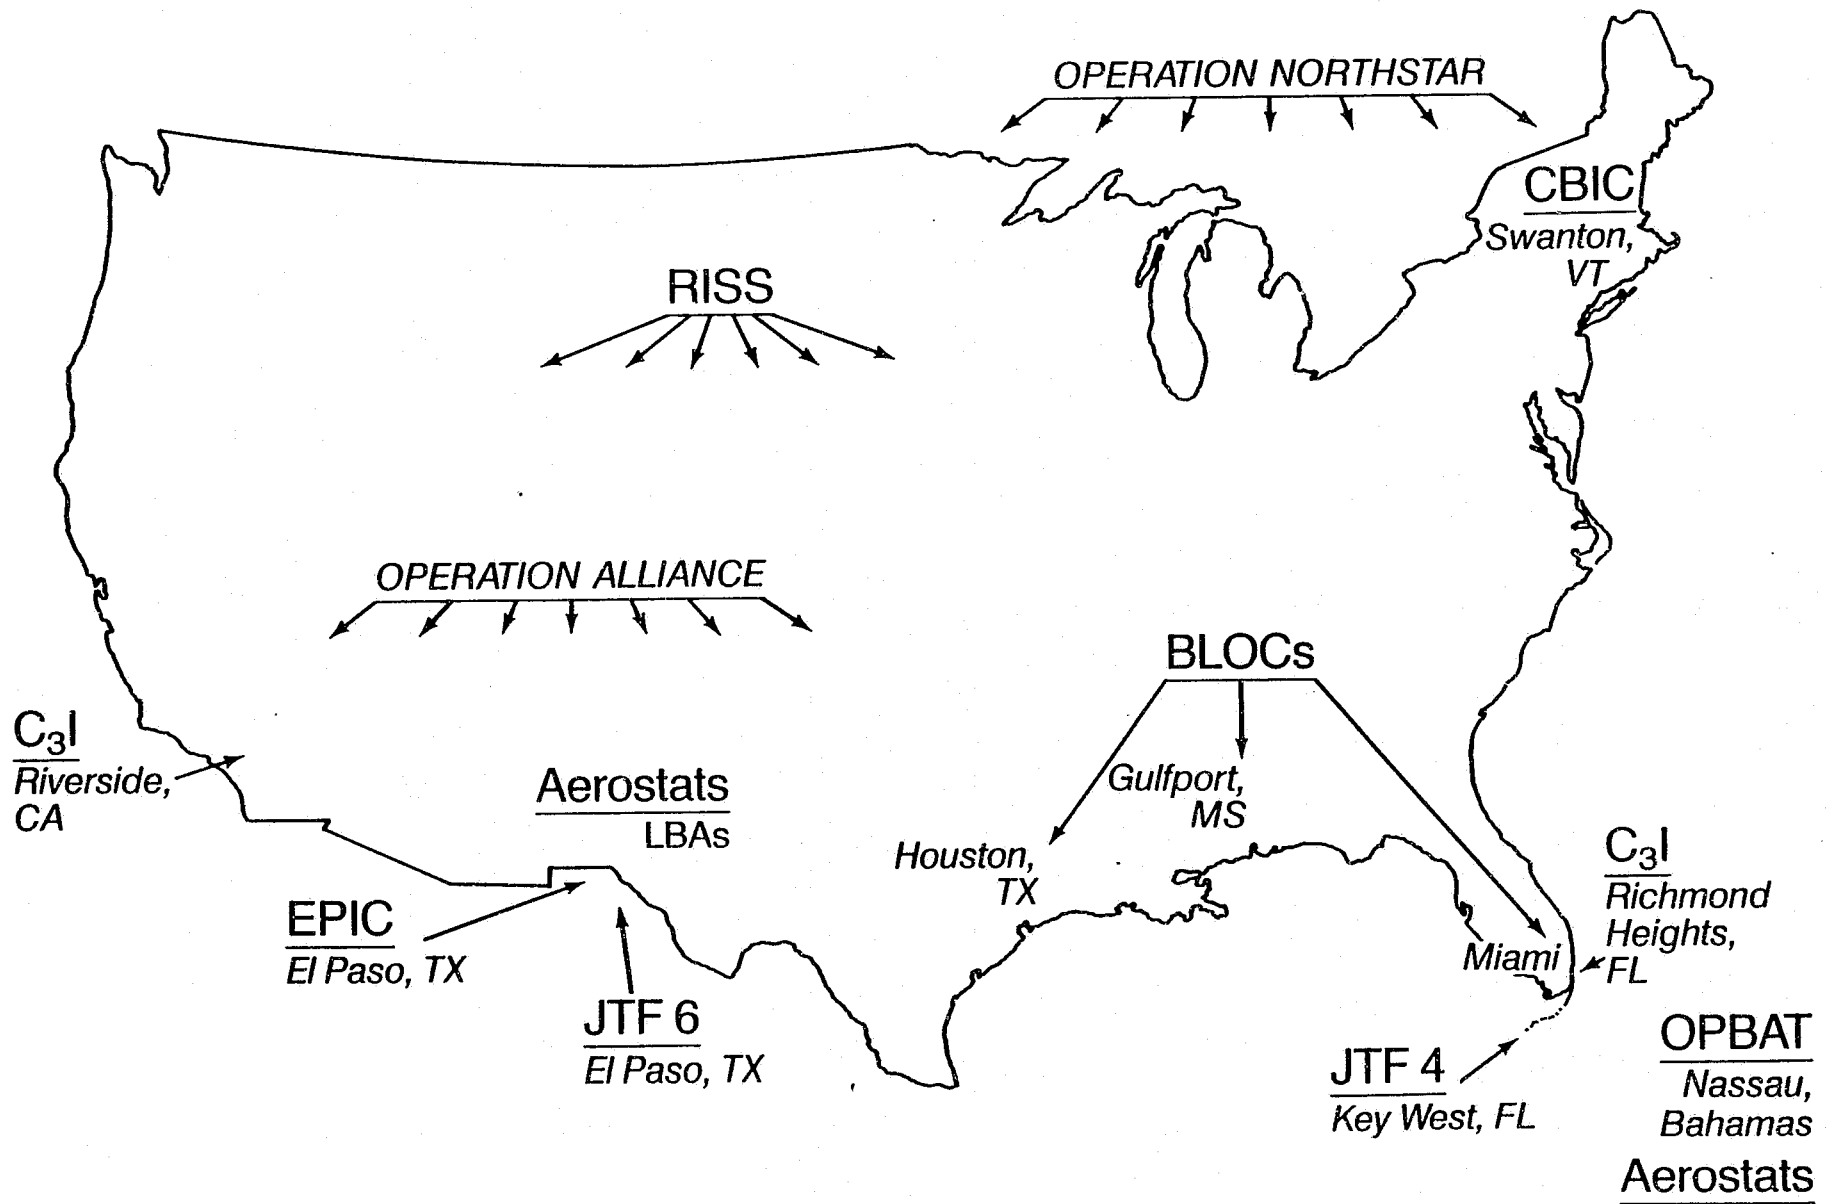 OPERATION NORTHSTAR
CBIC
Swanton,
VT
RISS
OPERATION ALLIANCE
BLOCs
Gulfport,
MS
Houston,
TX
Miami
C₃I
Riverside,
CA
Aerostats
LBAs
EPIC
El Paso, TX
JTF 6
El Paso, TX
C₃I
Richmond
Heights,
FL
JTF 4
Key West, FL
OPBAT
Nassau,
Bahamas
Aerostats